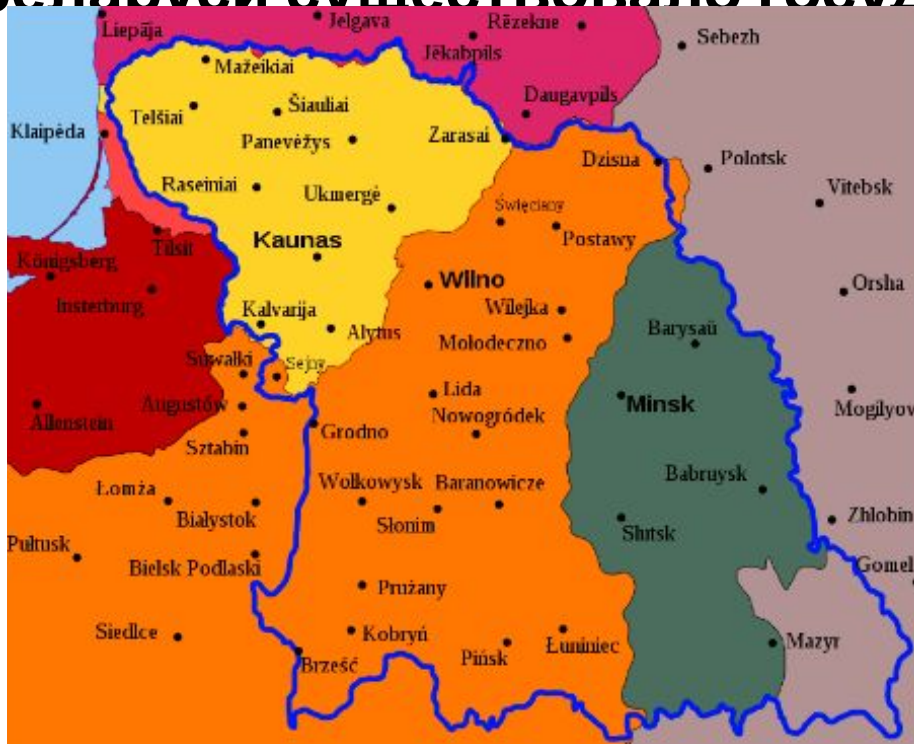 существовало
Liepāja
Jelgava
Rēzekne
Jēkabpils
Sebezh
Mažeikiai
Daugavpils
Telšiai
Šiauliai
Klaipėda
Panevėžys
Zarasai
Dzisna
Polotsk
Raseiniai
Ukmergė
Vitebsk
Święciany
Postawy
Kaunas
Tilsit
Königsberg
Wilno
Insterburg
Orsha
Kalvarija
Alytus
Wilejka
Barysaŭ
Mołodeczno
Suwałki
Sejny
Lida
Minsk
Augustów
Nowogródek
Allenstein
Mogilyov
Grodno
Sztabin
Wołkowysk
Baranowicze
Babruysk
Łomża
Białystok
Słonim
Slutsk
Zhlobin
Pułtusk
Bielsk Podlaski
Gomel
Prużany
Siedlce
Kobryń
Pińsk
Łuniniec
Mazyr
Brześć